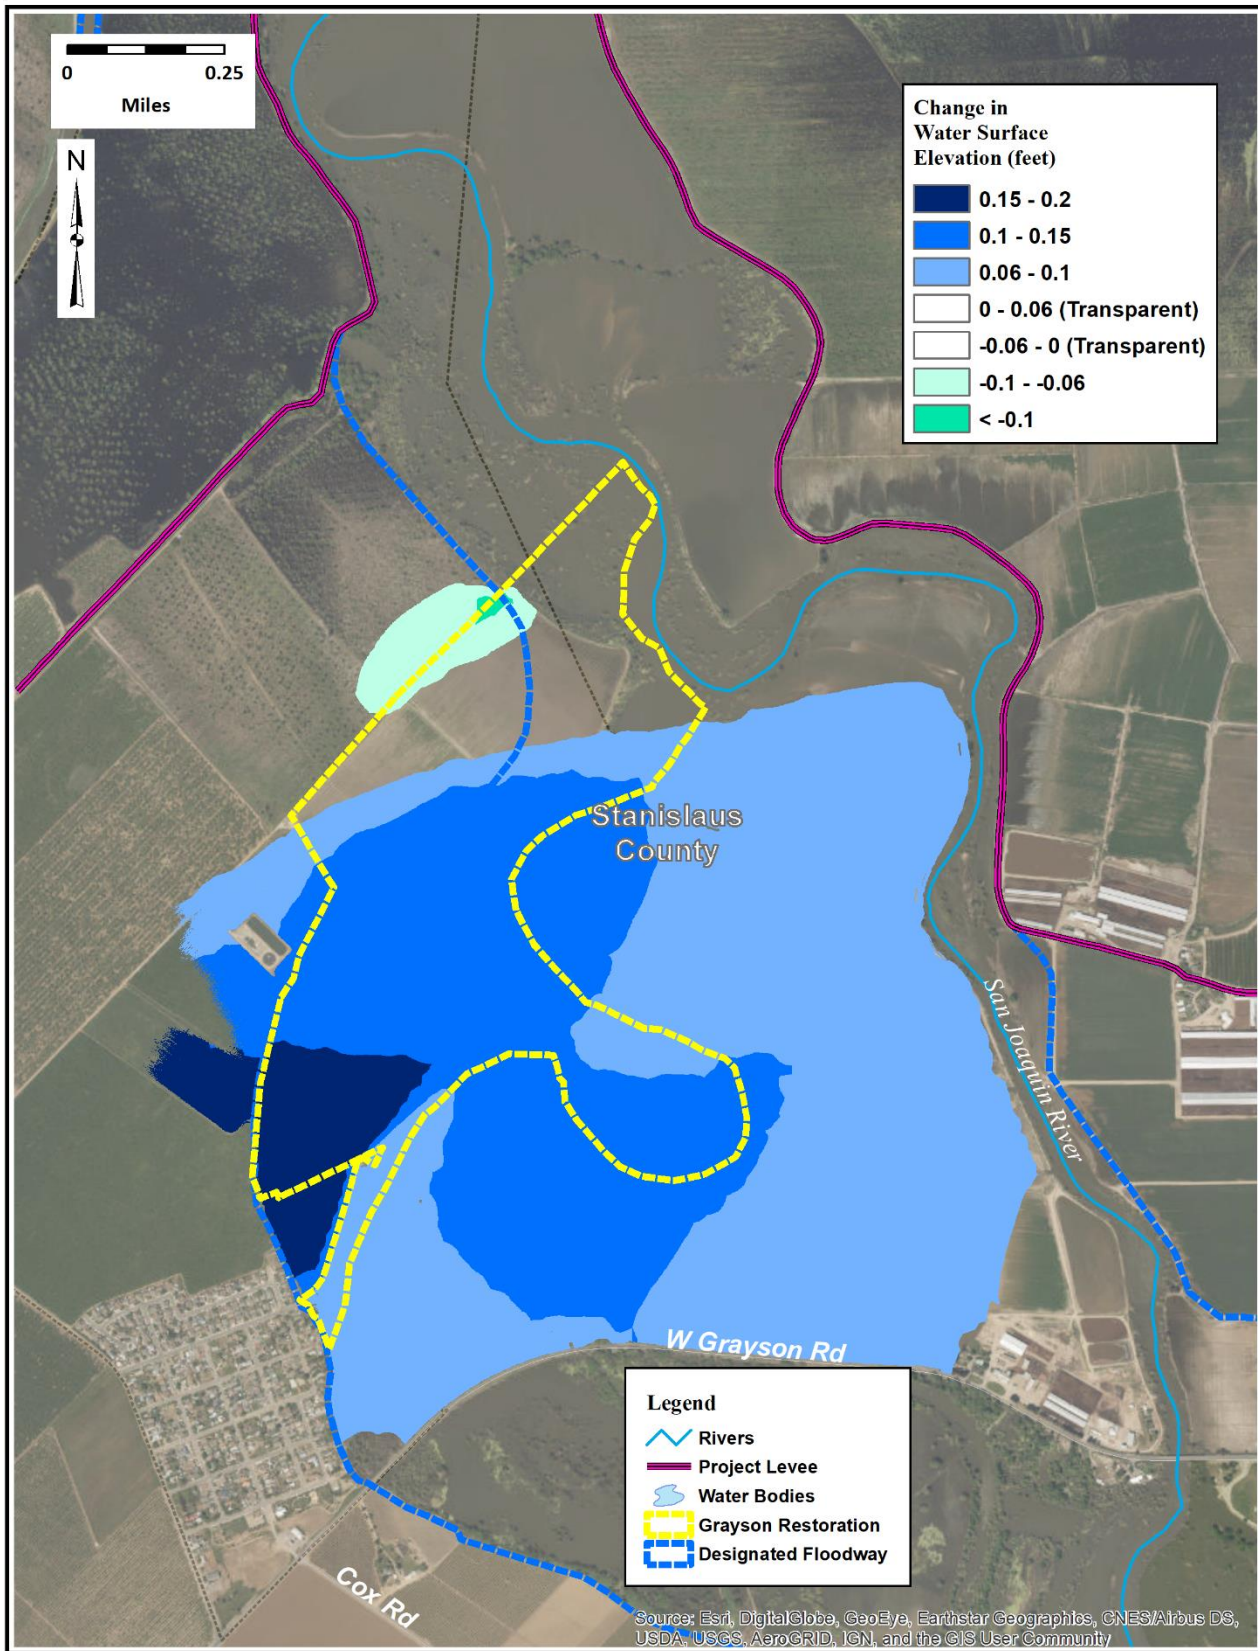 0 0.25
Miles
N
Change in
Water Surface
Elevation (feet)
0.15 - 0.2
0.1 - 0.15
0.06 - 0.1
0 - 0.06 (Transparent)
-0.06 - 0 (Transparent)
-0.1 - -0.06
< -0.1
Stanislaus
County
San Joaquin River
W Grayson Rd
Legend
Rivers
Project Levee
Water Bodies
Grayson Restoration
Designated Floodway
Cox Rd
Source: Esri, DigitalGlobe, GeoEye, Earthstar Geographics, CNES/Airbus DS,
USDA, USGS, AeroGRID, IGN, and the GIS User Community